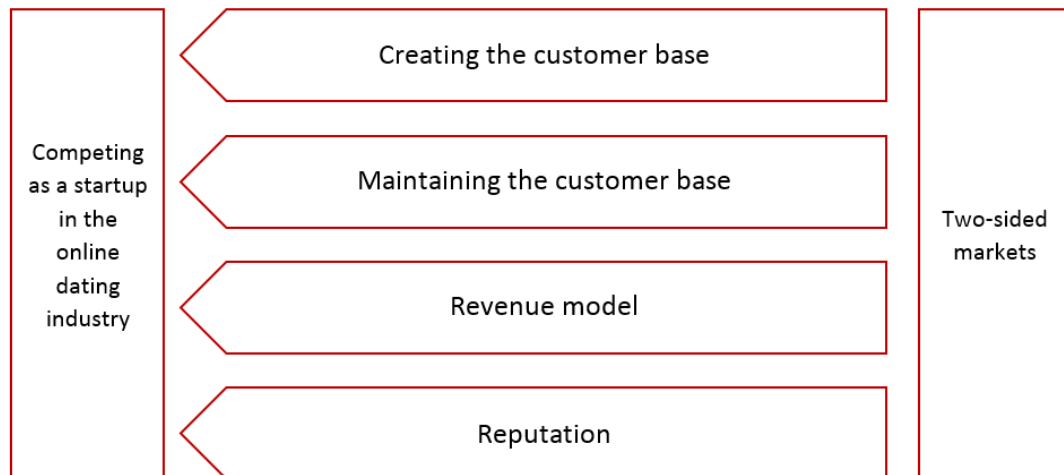 Competing
as a startup
in the
online
dating
industry
Creating the customer base
Maintaining the customer base
Revenue model
Reputation
Two-sided
markets